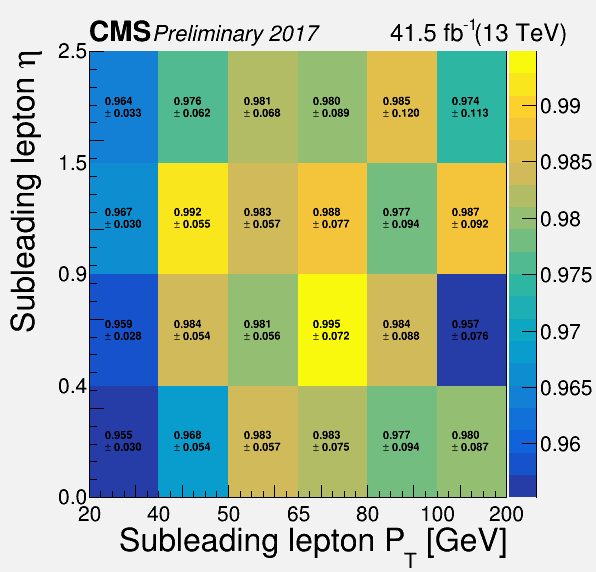 CMS Preliminary 2017 41.5 fb⁻¹(13 TeV)
Subleading lepton η
2.5
1.5
0.9
0.4
0.0
0.964 0.976 0.981 0.980 0.985 0.974
± 0.033 ± 0.062 ± 0.068 ± 0.089 ± 0.120 ± 0.113
0.967 0.992 0.983 0.988 0.977 0.987
± 0.030 ± 0.055 ± 0.057 ± 0.077 ± 0.094 ± 0.092
0.959 0.984 0.981 0.995 0.984 0.957
± 0.028 ± 0.054 ± 0.056 ± 0.072 ± 0.088 ± 0.076
0.955 0.968 0.983 0.983 0.977 0.980
± 0.030 ± 0.054 ± 0.057 ± 0.075 ± 0.094 ± 0.087
20 40 50 65 80 100 200
Subleading lepton P_T [GeV]
0.99
0.985
0.98
0.975
0.97
0.965
0.96